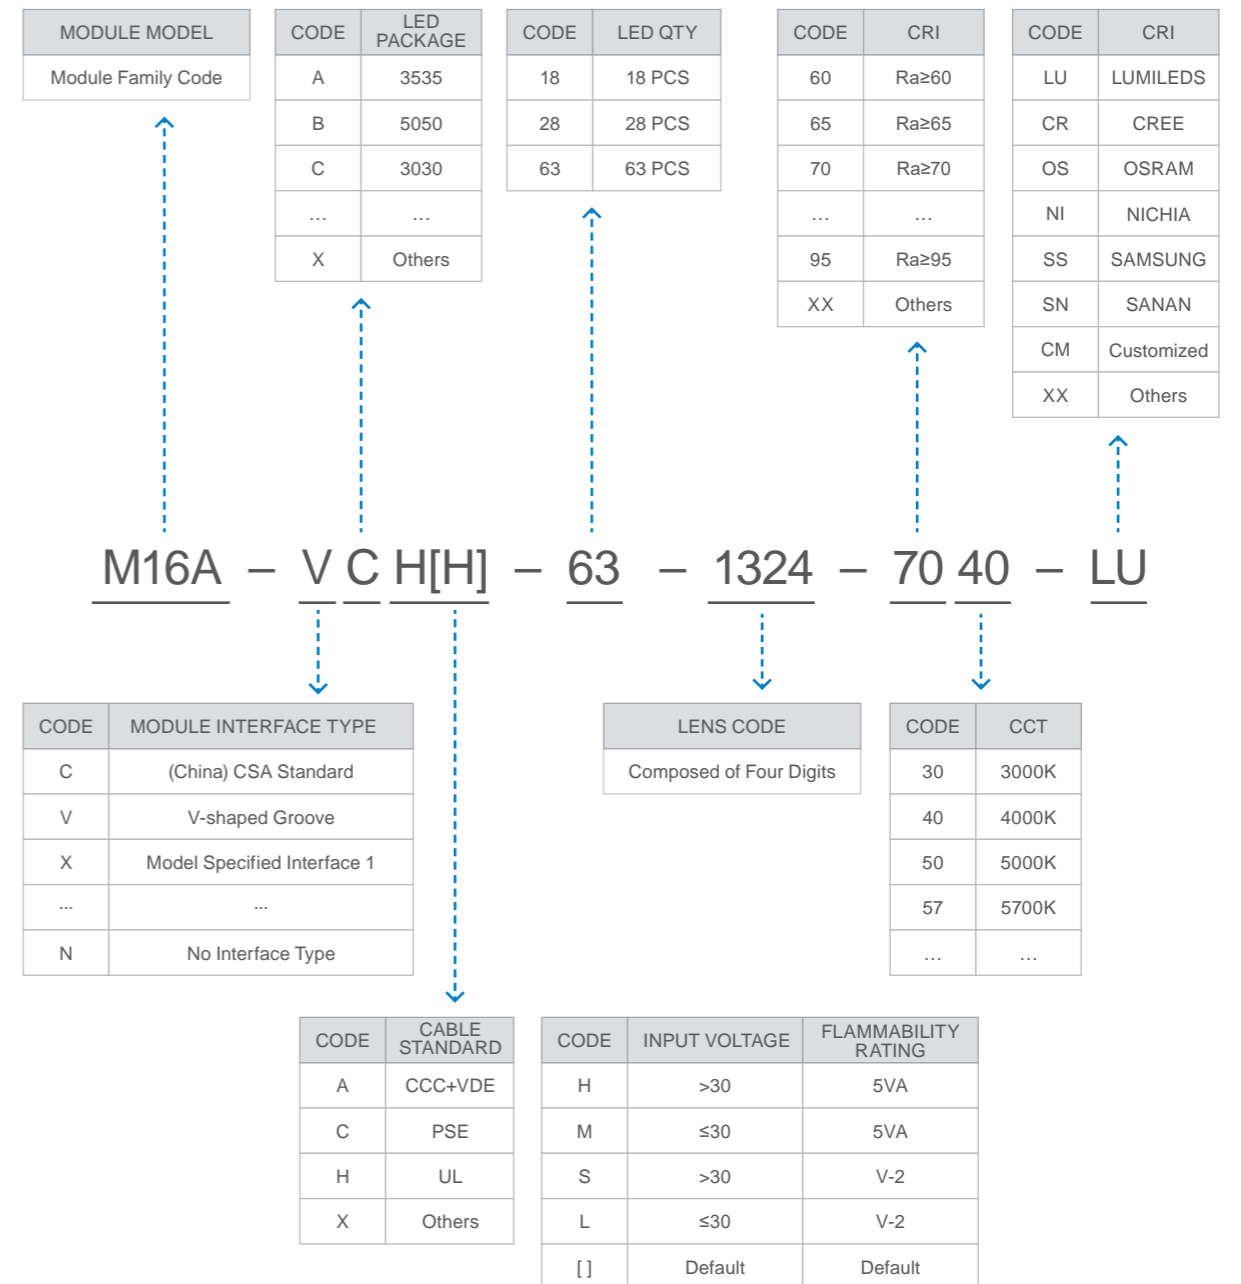 MODULE MODEL
Module Family Code
CODE LED PACKAGE
A 3535
B 5050
C 3030
... ...
X Others
CODE LED QTY
18 18 PCS
28 28 PCS
63 63 PCS
CODE CRI
60 Ra≥60
65 Ra≥65
70 Ra≥70
... ...
95 Ra≥95
XX Others
CODE CRI
LU LUMILEDS
CR CREE
OS OSRAM
NI NICHIA
SS SAMSUNG
SN SANAN
CM Customized
XX Others
M16A – V C H[H] – 63 – 1324 – 70 40 – LU
CODE MODULE INTERFACE TYPE
C (China) CSA Standard
V V-shaped Groove
X Model Specified Interface 1
... ...
N No Interface Type
LENS CODE
Composed of Four Digits
CODE CCT
30 3000K
40 4000K
50 5000K
57 5700K
... ...
CODE CABLE STANDARD
A CCC+VDE
C PSE
H UL
X Others
CODE INPUT VOLTAGE FLAMMABILITY RATING
H >30 5VA
M ≤30 5VA
S >30 V-2
L ≤30 V-2
[ ] Default Default